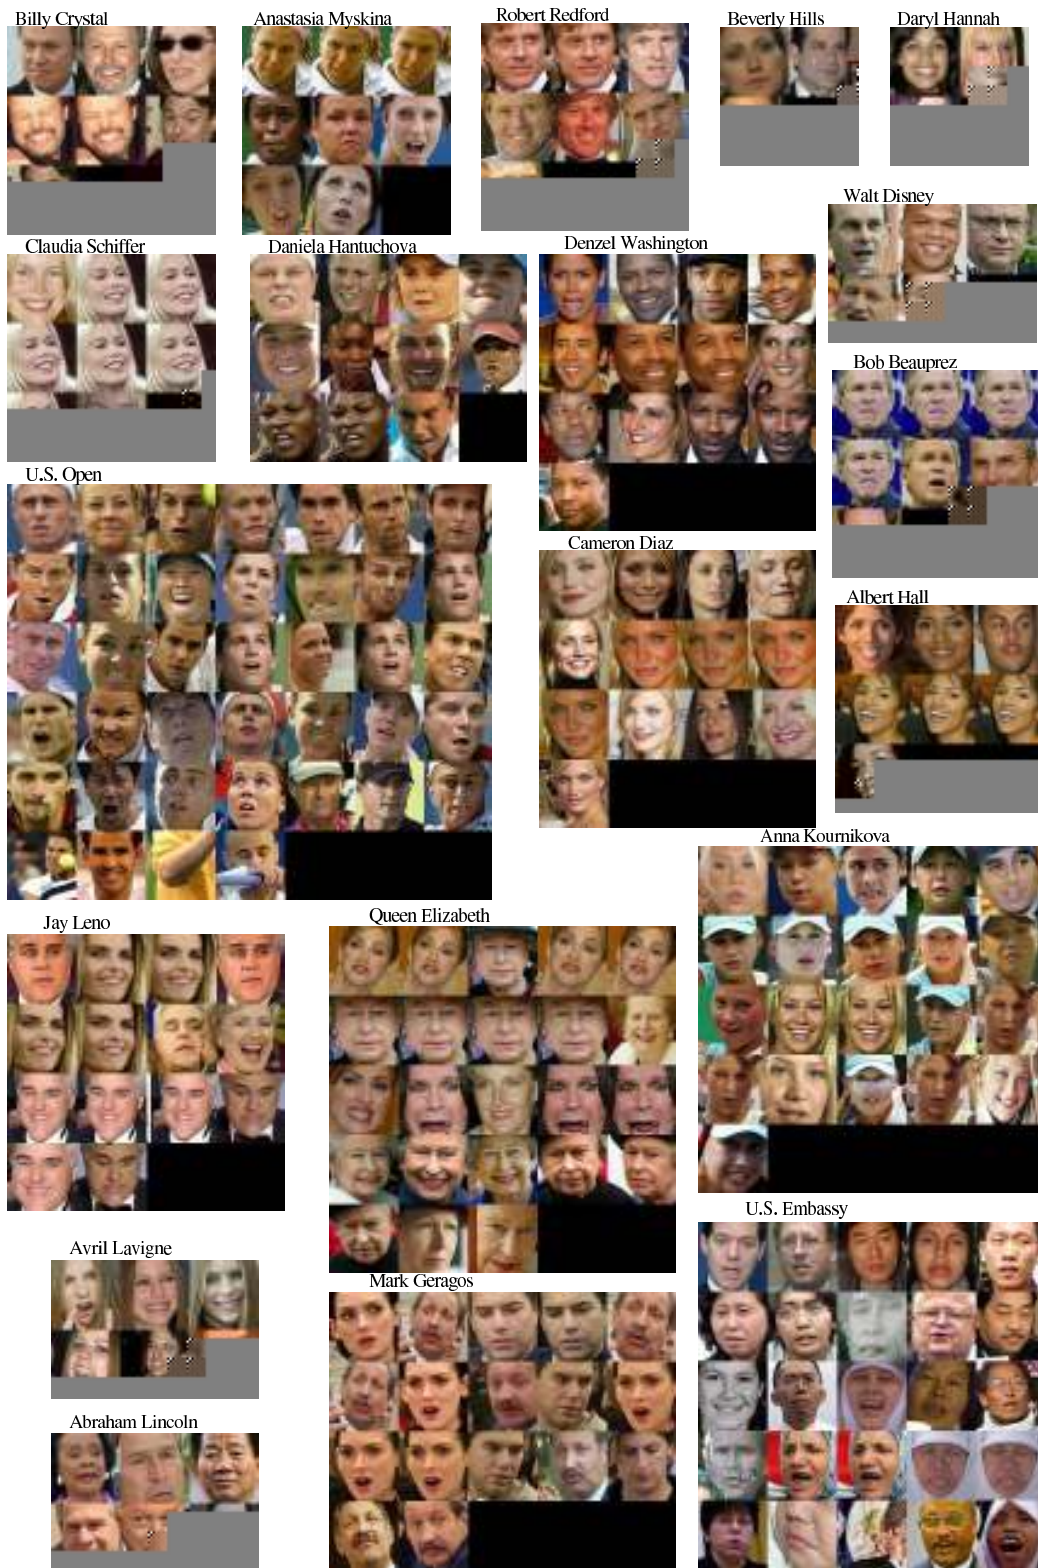 Billy Crystal
Anastasia Myskina
Robert Redford
Beverly Hills
Daryl Hannah
Walt Disney
Claudia Schiffer
Daniela Hantuchova
Denzel Washington
Bob Beauprez
U.S. Open
Cameron Diaz
Albert Hall
Anna Kournikova
Jay Leno
Queen Elizabeth
U.S. Embassy
Avril Lavigne
Mark Geragos
Abraham Lincoln